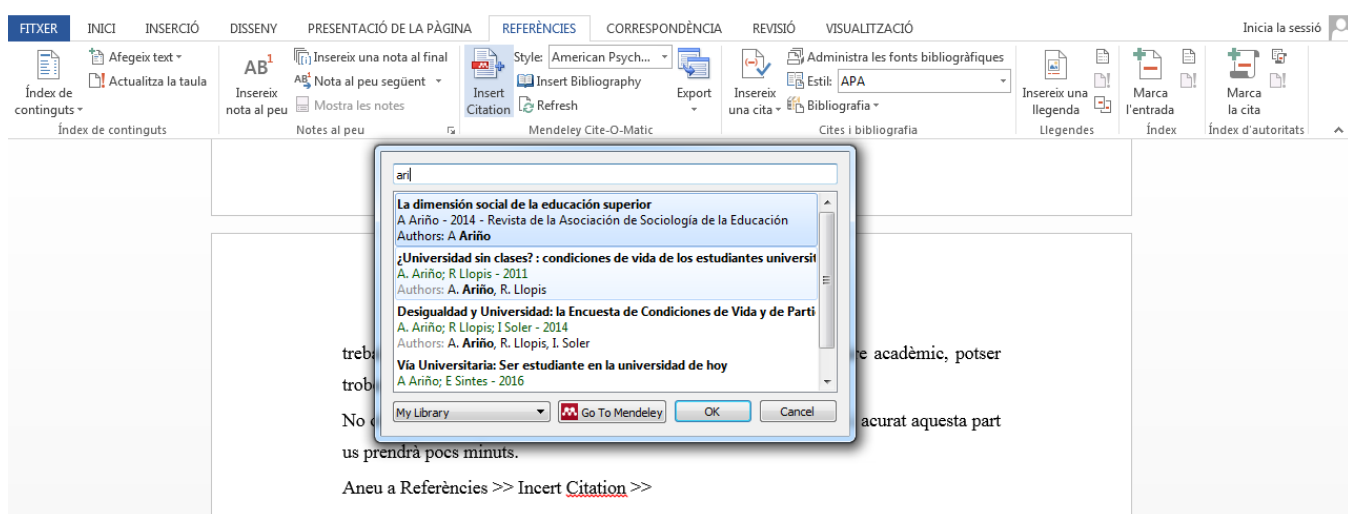 FITXER INICI INSERCIÓ DISSENY PRESENTACIÓ DE LA PÀGINA REFERÈNCIES CORRESPONDÈNCIA REVISIÓ VISUALITZACIÓ Inicia la sessió
Índex de continguts
Afegeix text
Actualitza la taula
Índex de continguts
AB1
Insereix nota al peu
Insereix una nota al final
AB1 Nota al peu següent
Mostra les notes
Notes al peu
Insert Citation
Style: American Psych...
Insert Bibliography
Refresh
Export
Mendeley Cite-O-Matic
Insereix una cita
Administra les fonts bibliogràfiques
Estil: APA
Bibliografia
Cites i bibliografia
Insereix una llegenda
Llegendes
Marca l'entrada
Índex
Marca la cita
Índex d'autoritats
ari
La dimensión social de la educación superior
A Ariño - 2014 - Revista de la Asociación de Sociología de la Educación
Authors: A Ariño
¿Universidad sin clases? : condiciones de vida de los estudiantes universit
A. Ariño; R Llopis - 2011
Authors: A. Ariño, R. Llopis
Desigualdad y Universidad: la Encuesta de Condiciones de Vida y de Parti
A. Ariño; R Llopis; I Soler - 2014
Authors: A. Ariño, R. Llopis, I. Soler
Vía Universitaria: Ser estudiante en la universidad de hoy
A Ariño; E Sintes - 2016
My Library Go To Mendeley OK Cancel
treba acadèmic, potser
trob
No acurat aquesta part
us prendrà pocs minuts.
Aneu a Referències >> Incert Citation >>